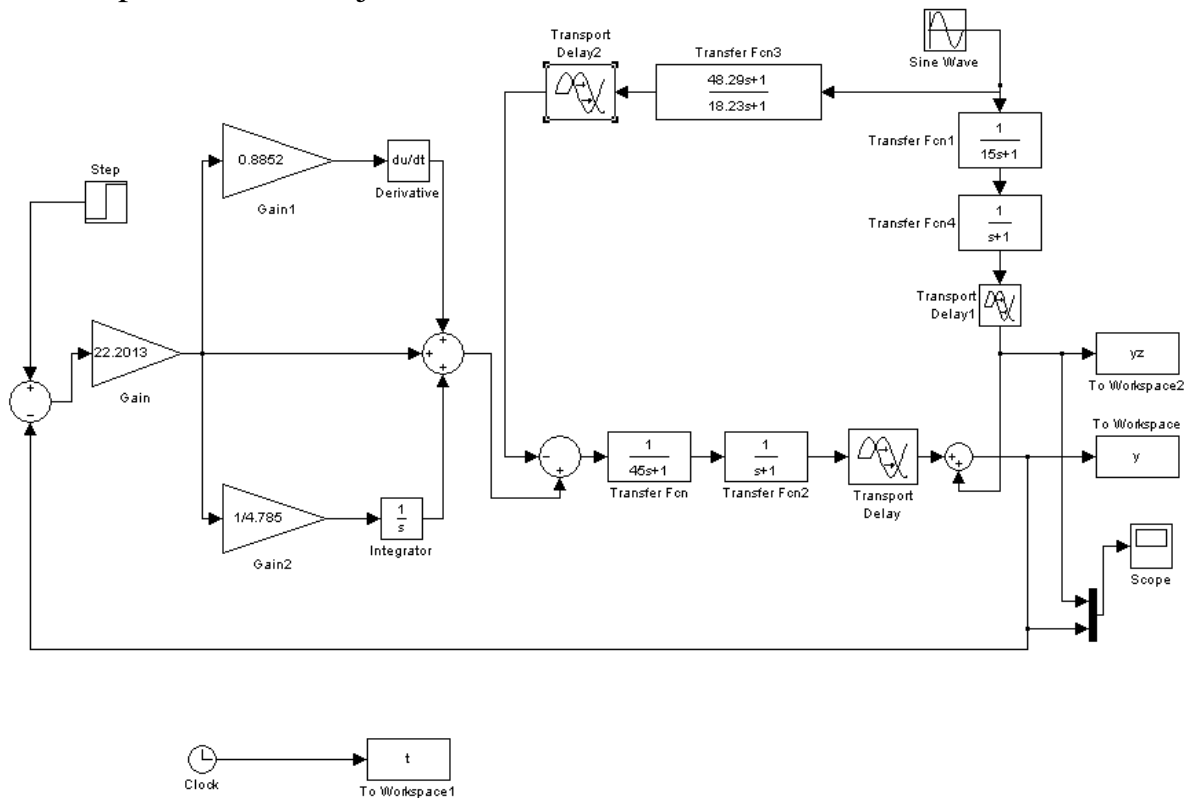 Transport
Delay2
Transfer Fcn3
48.29s+1
18.23s+1
Sine Wave
Transfer Fcn1
1
15s+1
Step
0.8852
Gain1
du/dt
Derivative
Transfer Fcn4
1
s+1
Transport
Delay1
22.2013
Gain
yz
To Workspace2
To Workspace
y
1
45s+1
Transfer Fcn
1
s+1
Transfer Fcn2
Transport
Delay
1/4.785
Gain2
1
s
Integrator
Scope
Clock
t
To Workspace1